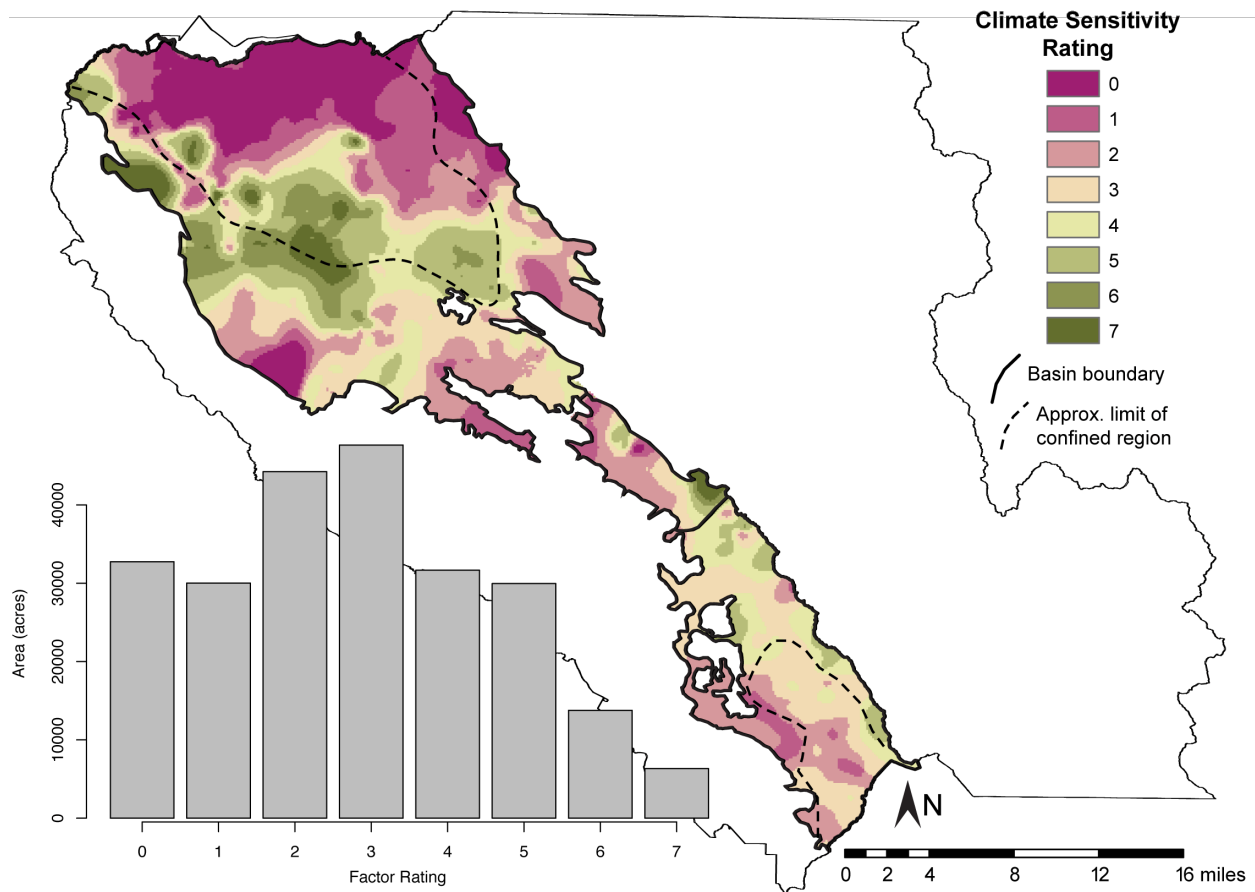 Climate Sensitivity
Rating
0
1
2
3
4
5
6
7
Basin boundary
Approx. limit of
confined region
Area (acres)
40000
30000
20000
10000
0
0 1 2 3 4 5 6 7
Factor Rating
N
0 2 4 8 12 16 miles